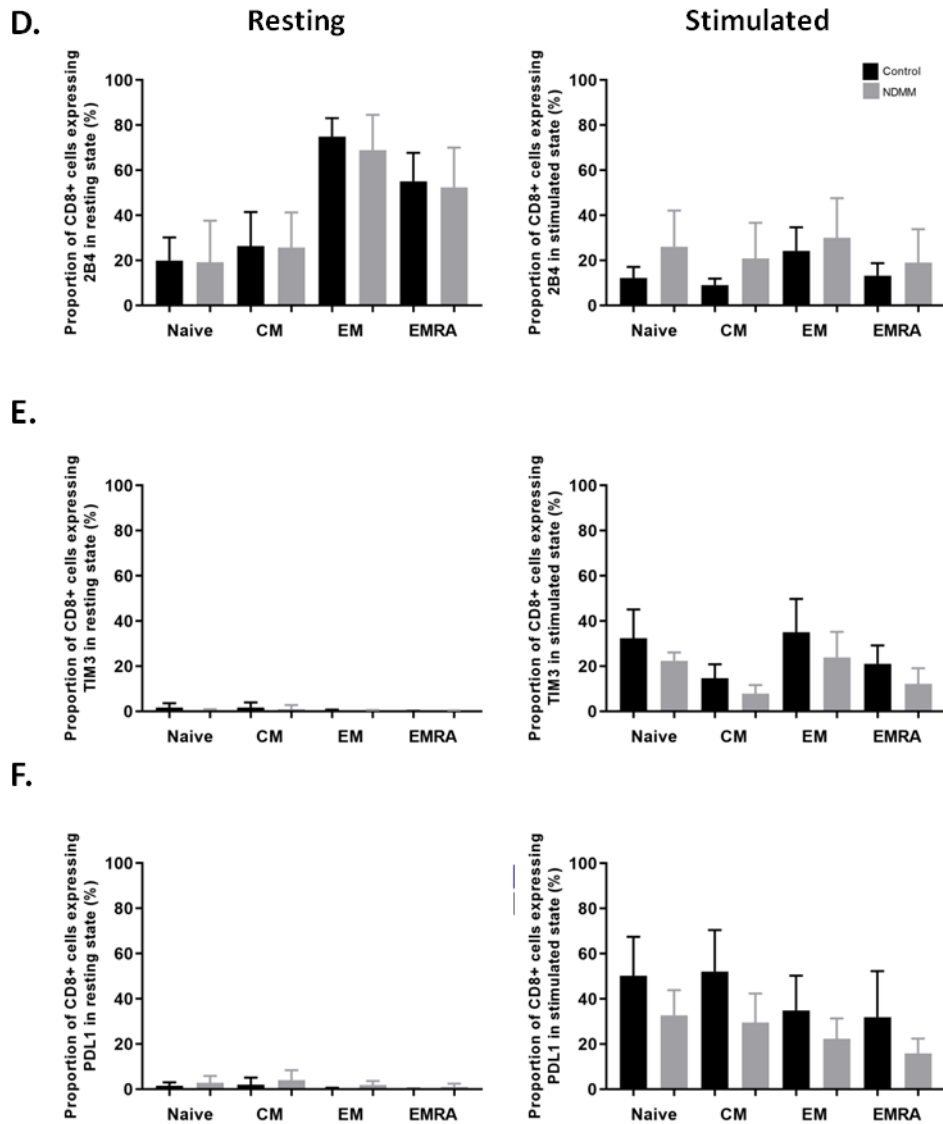 D.
Resting
Stimulated
Proportion of CD8+ cells expressing
2B4 in resting state (%)
100
80
60
40
20
0
Naive CM EM EMRA
Proportion of CD8+ cells expressing
2B4 in stimulated state (%)
100
80
60
40
20
0
Naive CM EM EMRA
Control
NDMM
E.
Proportion of CD8+ cells expressing
TIM3 in resting state (%)
100
80
60
40
20
0
Naive CM EM EMRA
Proportion of CD8+ cells expressing
TIM3 in stimulated state (%)
100
80
60
40
20
0
Naive CM EM EMRA
F.
Proportion of CD8+ cells expressing
PDL1 in resting state (%)
100
80
60
40
20
0
Naive CM EM EMRA
Proportion of CD8+ cells expressing
PDL1 in stimulated state (%)
100
80
60
40
20
0
Naive CM EM EMRA